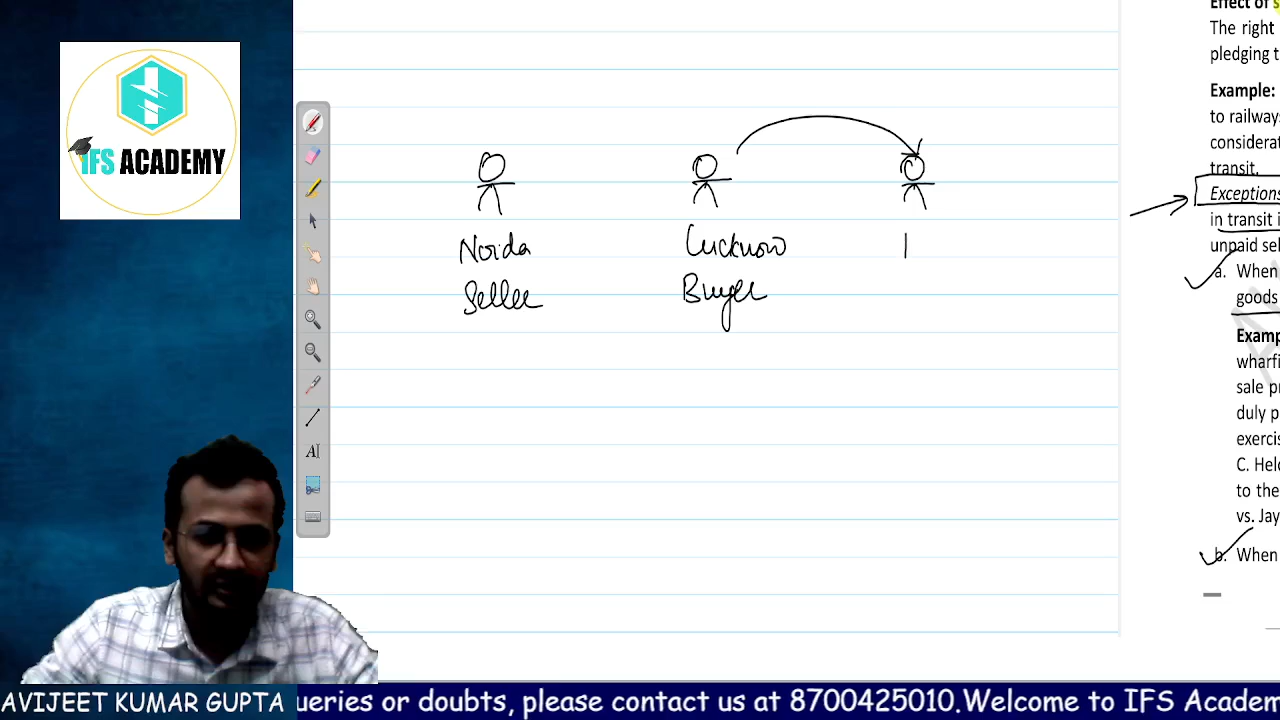 IFS ACADEMY
Noida
Seller
Lucknow
Buyer
Effect of s
The right
pledging t
Example:
to railways
considerat
transit.
Exceptions
in transit i
unpaid sel
a. When
goods
Examp
wharfi
sale pr
duly p
exercis
C. Held
to the
vs. Jay
b. When
AVIJEET KUMAR GUPTA
ueries or doubts, please contact us at 8700425010.Welcome to IFS Academ